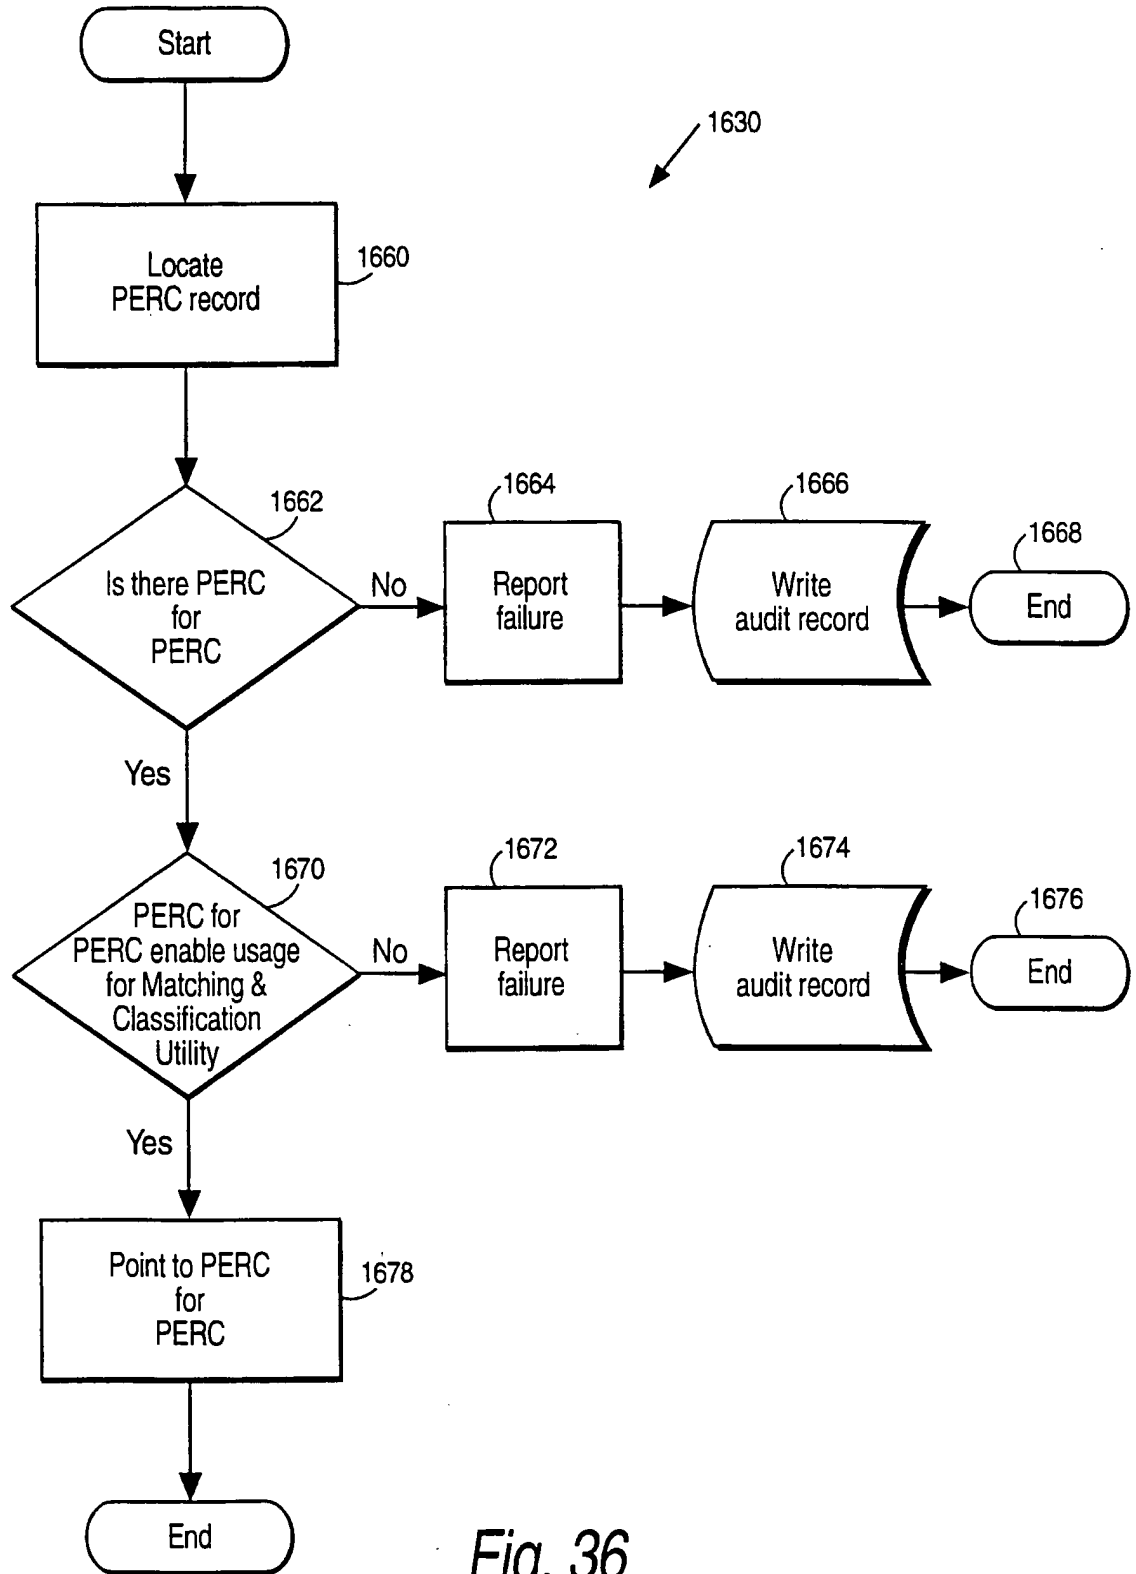 Start
1630
Locate
PERC record
1660
Is there PERC
for
PERC
1662
No
Report
failure
1664
Write
audit record
1666
End
1668
Yes
PERC for
PERC enable usage
for Matching &
Classification
Utility
1670
No
Report
failure
1672
Write
audit record
1674
End
1676
Yes
Point to PERC
for
PERC
1678
End
Fig. 36